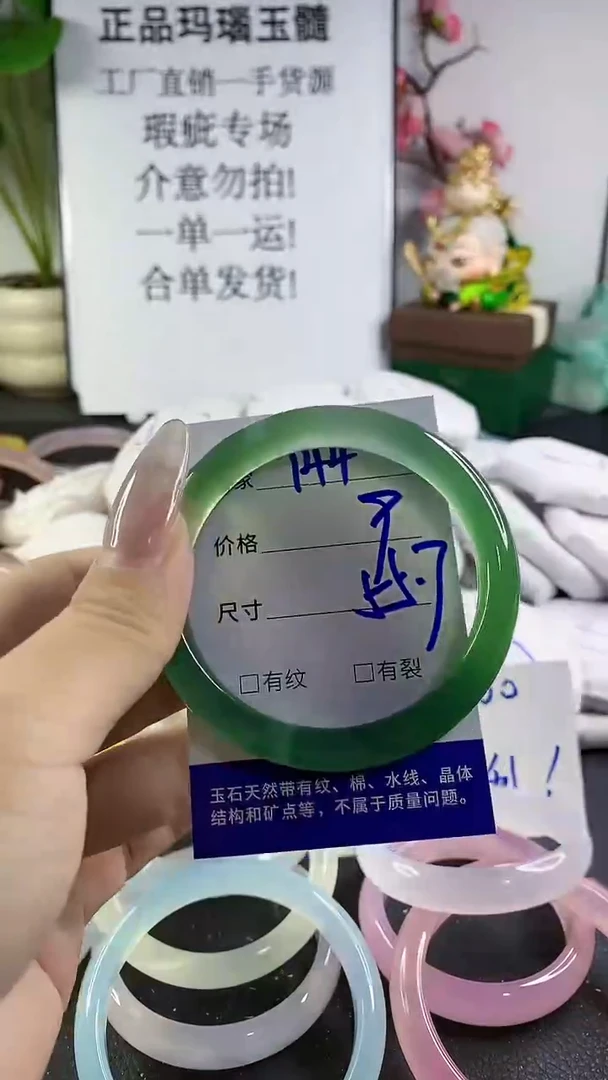 正品玛瑙玉髓
工厂直销一手货源
瑕疵专场
介意勿拍!
一单一运!
合单发货!
144
价格
尺寸
□有纹 □有裂
玉石天然带有纹、棉、水线、晶体
结构和矿点等，不属于质量问题。